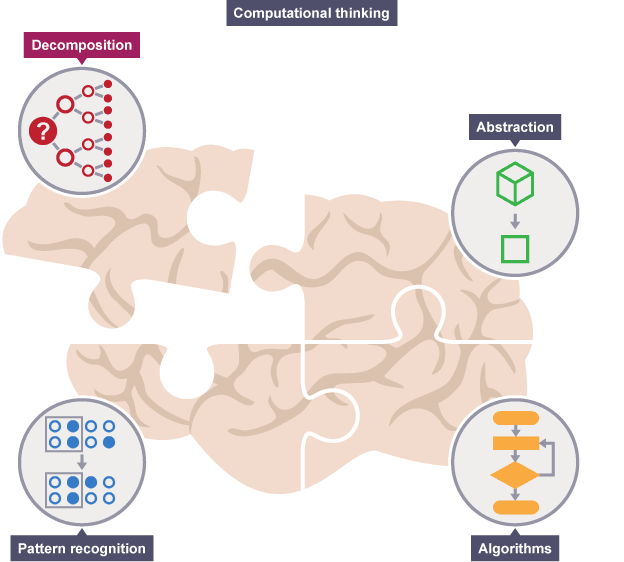 Computational thinking
Decomposition
?
Abstraction
Pattern recognition
Algorithms